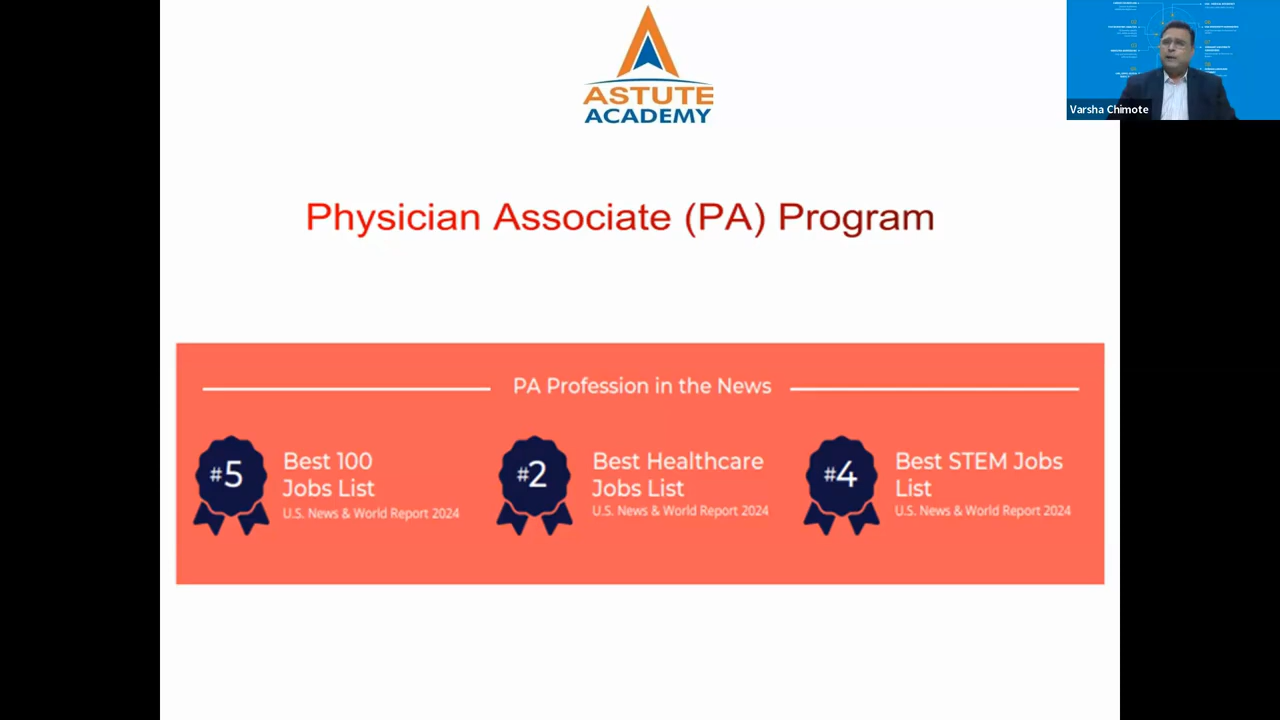 ASTUTE
ACADEMY
Varsha Chimote
Physician Associate (PA) Program
PA Profession in the News
#5
Best 100
Jobs List
U.S. News & World Report 2024
#2
Best Healthcare
Jobs List
U.S. News & World Report 2024
#4
Best STEM Jobs
List
U.S. News & World Report 2024